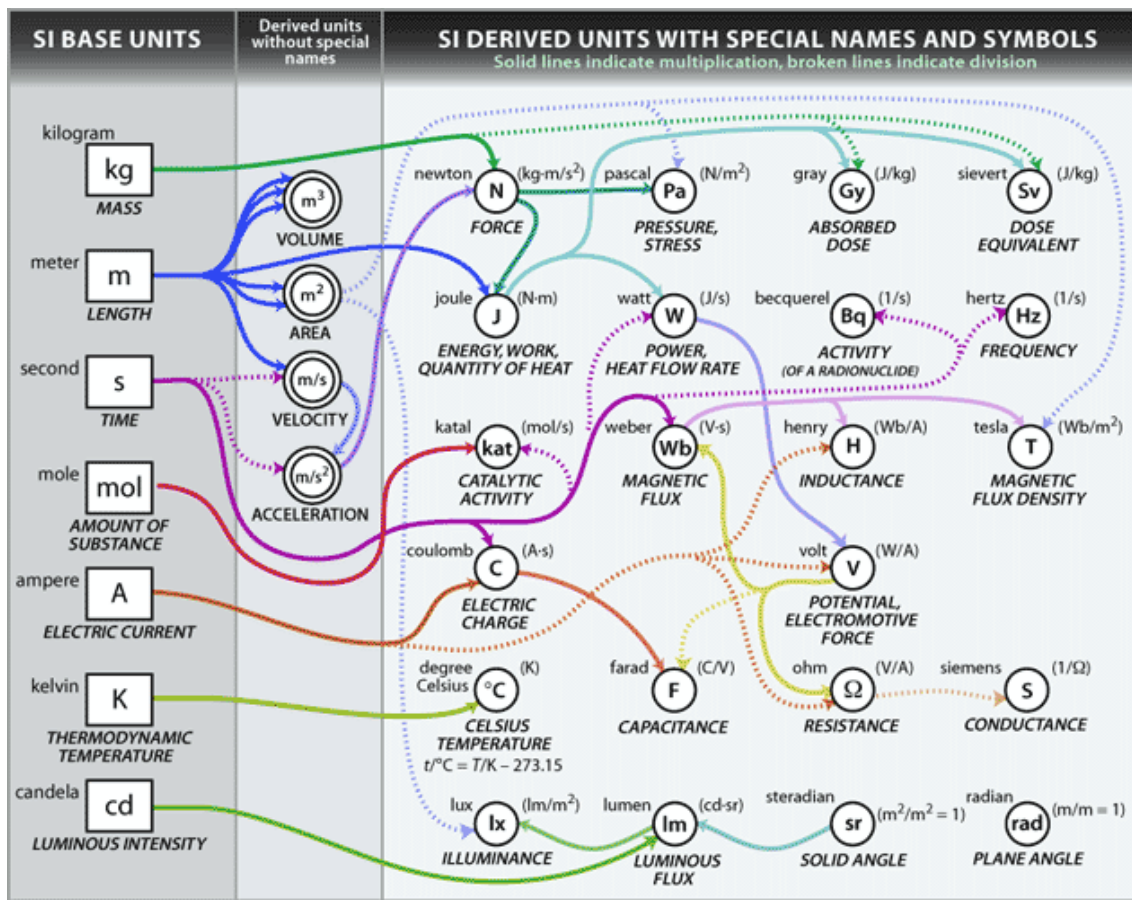 SI BASE UNITS
Derived units
without special
names
SI DERIVED UNITS WITH SPECIAL NAMES AND SYMBOLS
Solid lines indicate multiplication, broken lines indicate division
kilogram
kg
MASS
meter
m
LENGTH
second
s
TIME
mole
mol
AMOUNT OF
SUBSTANCE
ampere
A
ELECTRIC CURRENT
kelvin
K
THERMODYNAMIC
TEMPERATURE
candela
cd
LUMINOUS INTENSITY
m³
VOLUME
m²
AREA
m/s
VELOCITY
m/s²
ACCELERATION
newton
N
(kg·m/s²)
FORCE
pascal
Pa
(N/m²)
PRESSURE,
STRESS
gray
Gy
(J/kg)
ABSORBED
DOSE
sievert
Sv
(J/kg)
DOSE
EQUIVALENT
joule
J
(N·m)
ENERGY, WORK,
QUANTITY OF HEAT
watt
W
(J/s)
POWER,
HEAT FLOW RATE
becquerel
Bq
(1/s)
ACTIVITY
(OF A RADIONUCLIDE)
hertz
Hz
(1/s)
FREQUENCY
katal
kat
(mol/s)
CATALYTIC
ACTIVITY
weber
Wb
(V·s)
MAGNETIC
FLUX
henry
H
(Wb/A)
INDUCTANCE
tesla
T
(Wb/m²)
MAGNETIC
FLUX DENSITY
coulomb
C
(A·s)
ELECTRIC
CHARGE
volt
V
(W/A)
POTENTIAL,
ELECTROMOTIVE
FORCE
degree
Celsius
°C
(K)
CELSIUS
TEMPERATURE
t/°C = T/K – 273.15
farad
F
(C/V)
CAPACITANCE
ohm
Ω
(V/A)
RESISTANCE
siemens
S
(1/Ω)
CONDUCTANCE
lux
lx
(lm/m²)
ILLUMINANCE
lumen
lm
(cd·sr)
LUMINOUS
FLUX
steradian
sr
(m²/m² = 1)
SOLID ANGLE
radian
rad
(m/m = 1)
PLANE ANGLE